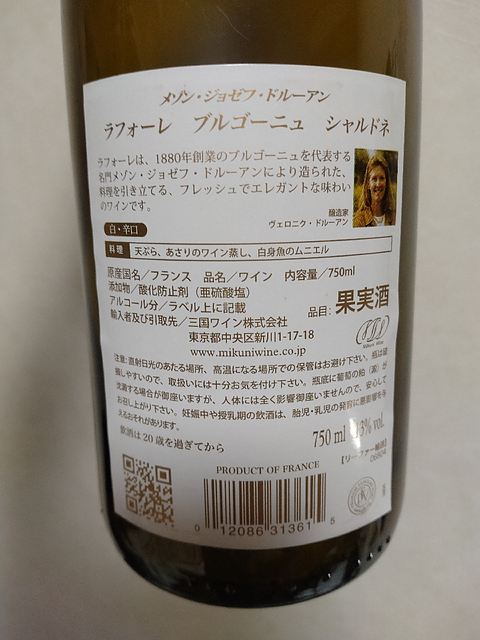 メゾン・ジョゼフ・ドルーアン
ラフォーレ ブルゴーニュ シャルドネ
ラフォーレは、1880年創業のブルゴーニュを代表する
名門メゾン・ジョゼフ・ドルーアンにより造られた、
料理を引き立てる、フレッシュでエレガントな味わい
のワインです。
醸造家
ヴェロニク・ドルーアン
白・辛口
料理 天ぷら、あさりのワイン蒸し、白身魚のムニエル
原産国名/フランス 品名/ワイン 内容量/750ml
添加物/酸化防止剤(亜硫酸塩)
アルコール分/ラベル上に記載
品目: 果実酒
輸入者及び引取先/三国ワイン株式会社
東京都中央区新川1-17-18
www.mikuniwine.co.jp
注意:直射日光のあたる場所、高温になる場所での保管はお避け下さい。瓶は破
損しやすいので、取扱いには十分お気を付け下さい。瓶底に葡萄の粕(澱)が
沈澱する場合が御座いますが、人体には全く影響御座いませんので、安心して
お召し上がり下さい。妊娠中や授乳期の飲酒は、胎児・乳児の発育に悪影響を与
えるおそれがあります。
飲酒は20歳を過ぎてから
750 ml 13% vol.
【リーファー輸送】
06804
PRODUCT OF FRANCE
0 12086 31361 5